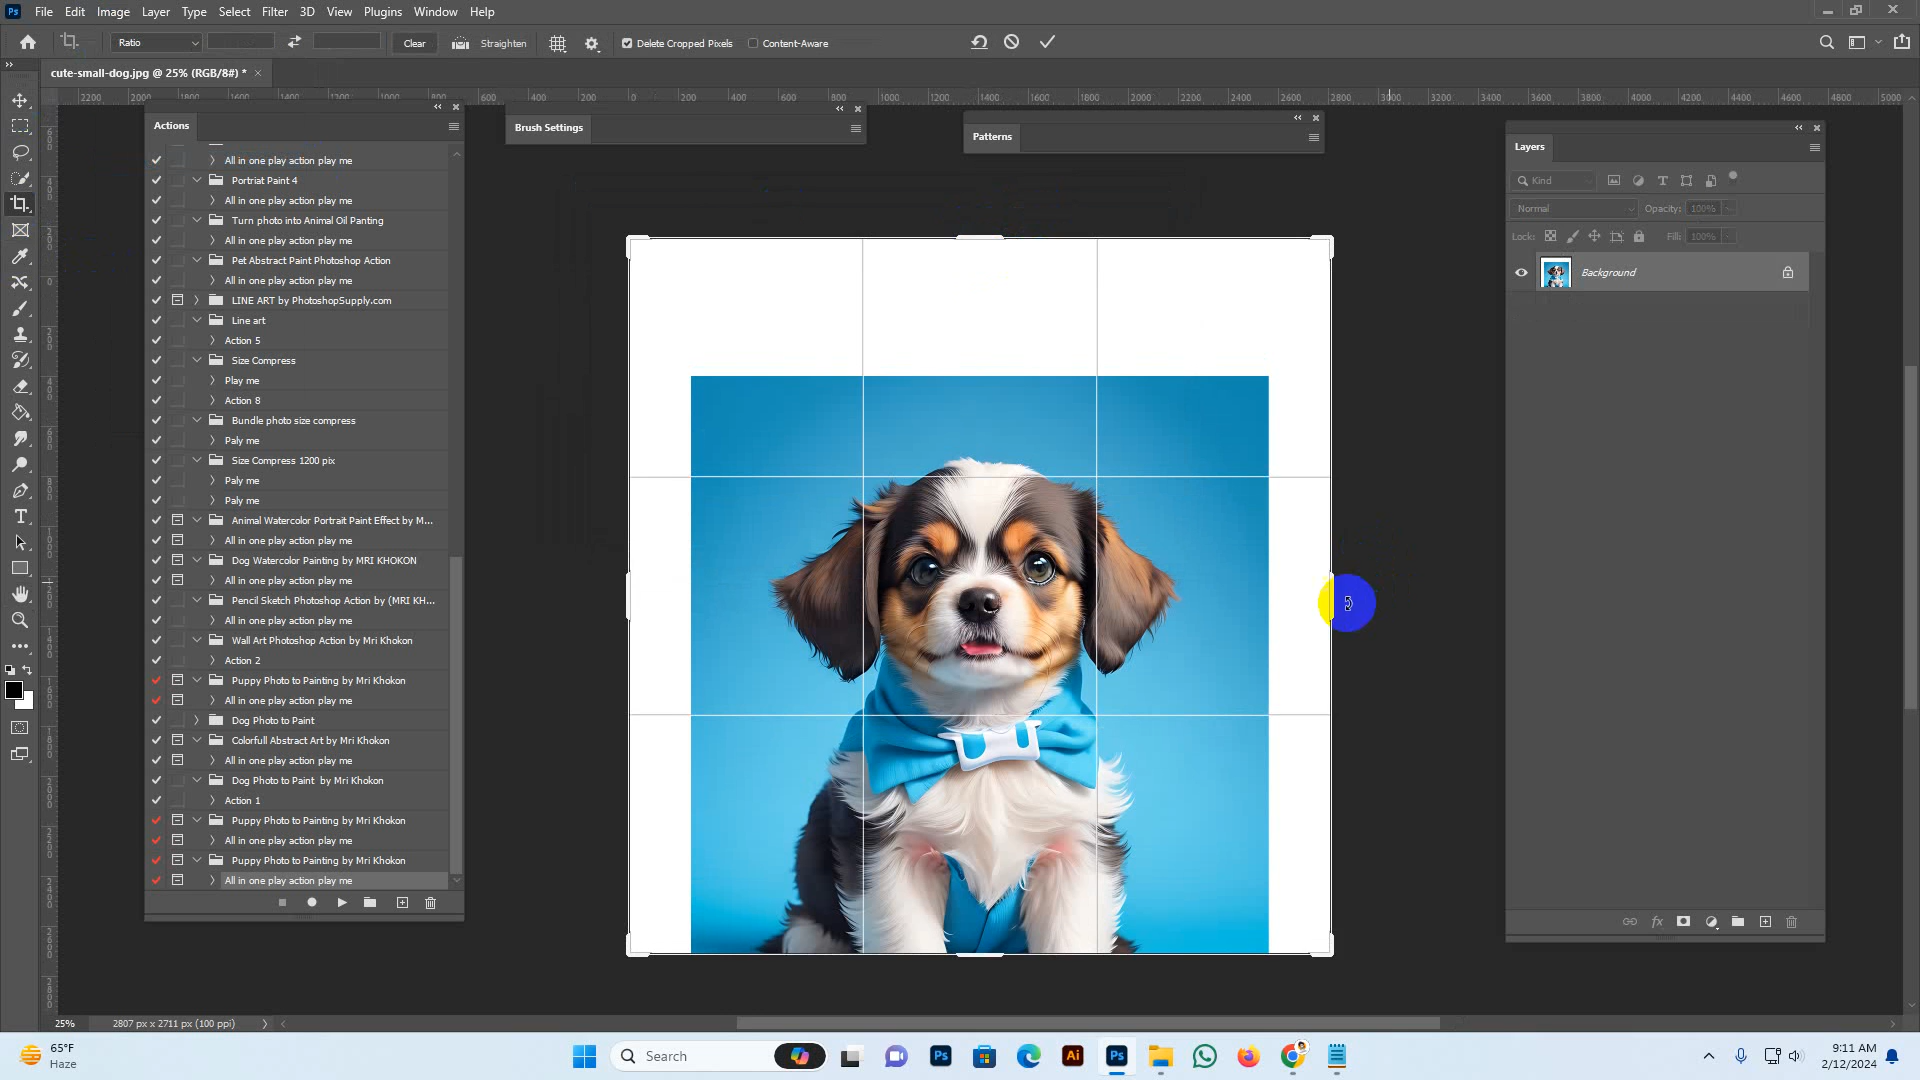 Ps File Edit Image Layer Type Select Filter 3D View Plugins Window Help
Ratio Clear Straighten Delete Cropped Pixels Content-Aware
cute-small-dog.jpg @ 25% (RGB/8#) *
Actions
All in one play action play me
Portriat Paint 4
All in one play action play me
Turn photo into Animal Oil Panting
All in one play action play me
Pet Abstract Paint Photoshop Action
All in one play action play me
LINE ART by PhotoshopSupply.com
Line art
Action 5
Size Compress
Play me
Action 8
Bundle photo size compress
Paly me
Size Compress 1200 pix
Paly me
Paly me
Animal Watercolor Portrait Paint Effect by M...
All in one play action play me
Dog Watercolor Painting by MRI KHOKON
All in one play action play me
Pencil Sketch Photoshop Action by (MRI KH...
All in one play action play me
Wall Art Photoshop Action by Mri Khokon
Action 2
Puppy Photo to Painting by Mri Khokon
All in one play action play me
Dog Photo to Paint
Colorfull Abstract Art by Mri Khokon
All in one play action play me
Dog Photo to Paint by Mri Khokon
Action 1
Puppy Photo to Painting by Mri Khokon
All in one play action play me
Puppy Photo to Painting by Mri Khokon
All in one play action play me
Brush Settings
Patterns
Layers
Kind
Normal Opacity: 100%
Lock: Fill: 100%
Background
25% 2807 px x 2711 px (100 ppi)
65°F
Haze
Search
Ps
Ai
Ps
9:11 AM
2/12/2024